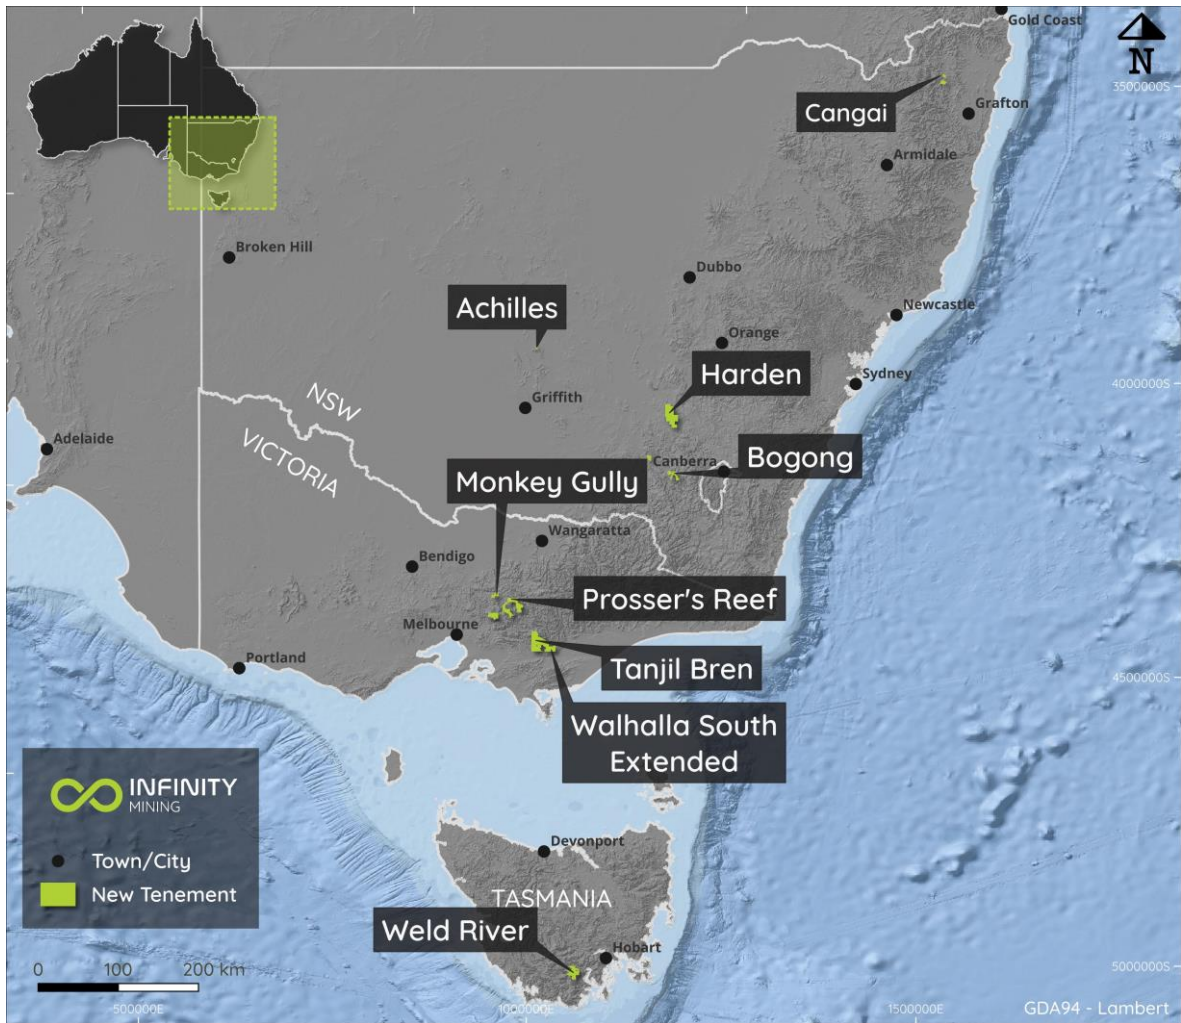 Gold Coast
N
3500000S
Cangai
Grafton
Armidale
Broken Hill
Dubbo
Achilles
Newcastle
Orange
Harden
Sydney
4000000S
NSW
Griffith
Adelaide
VICTORIA
Canberra
Bogong
Monkey Gully
Wangaratta
Bendigo
Prosser's Reef
Melbourne
Portland
Tanjil Bren
4500000S
Walhalla South
Extended
INFINITY
MINING
Devonport
Town/City
New Tenement
TASMANIA
Weld River
Hobart
0 100 200 km
5000000S
500000E
1000000E
1500000E
GDA94 - Lambert